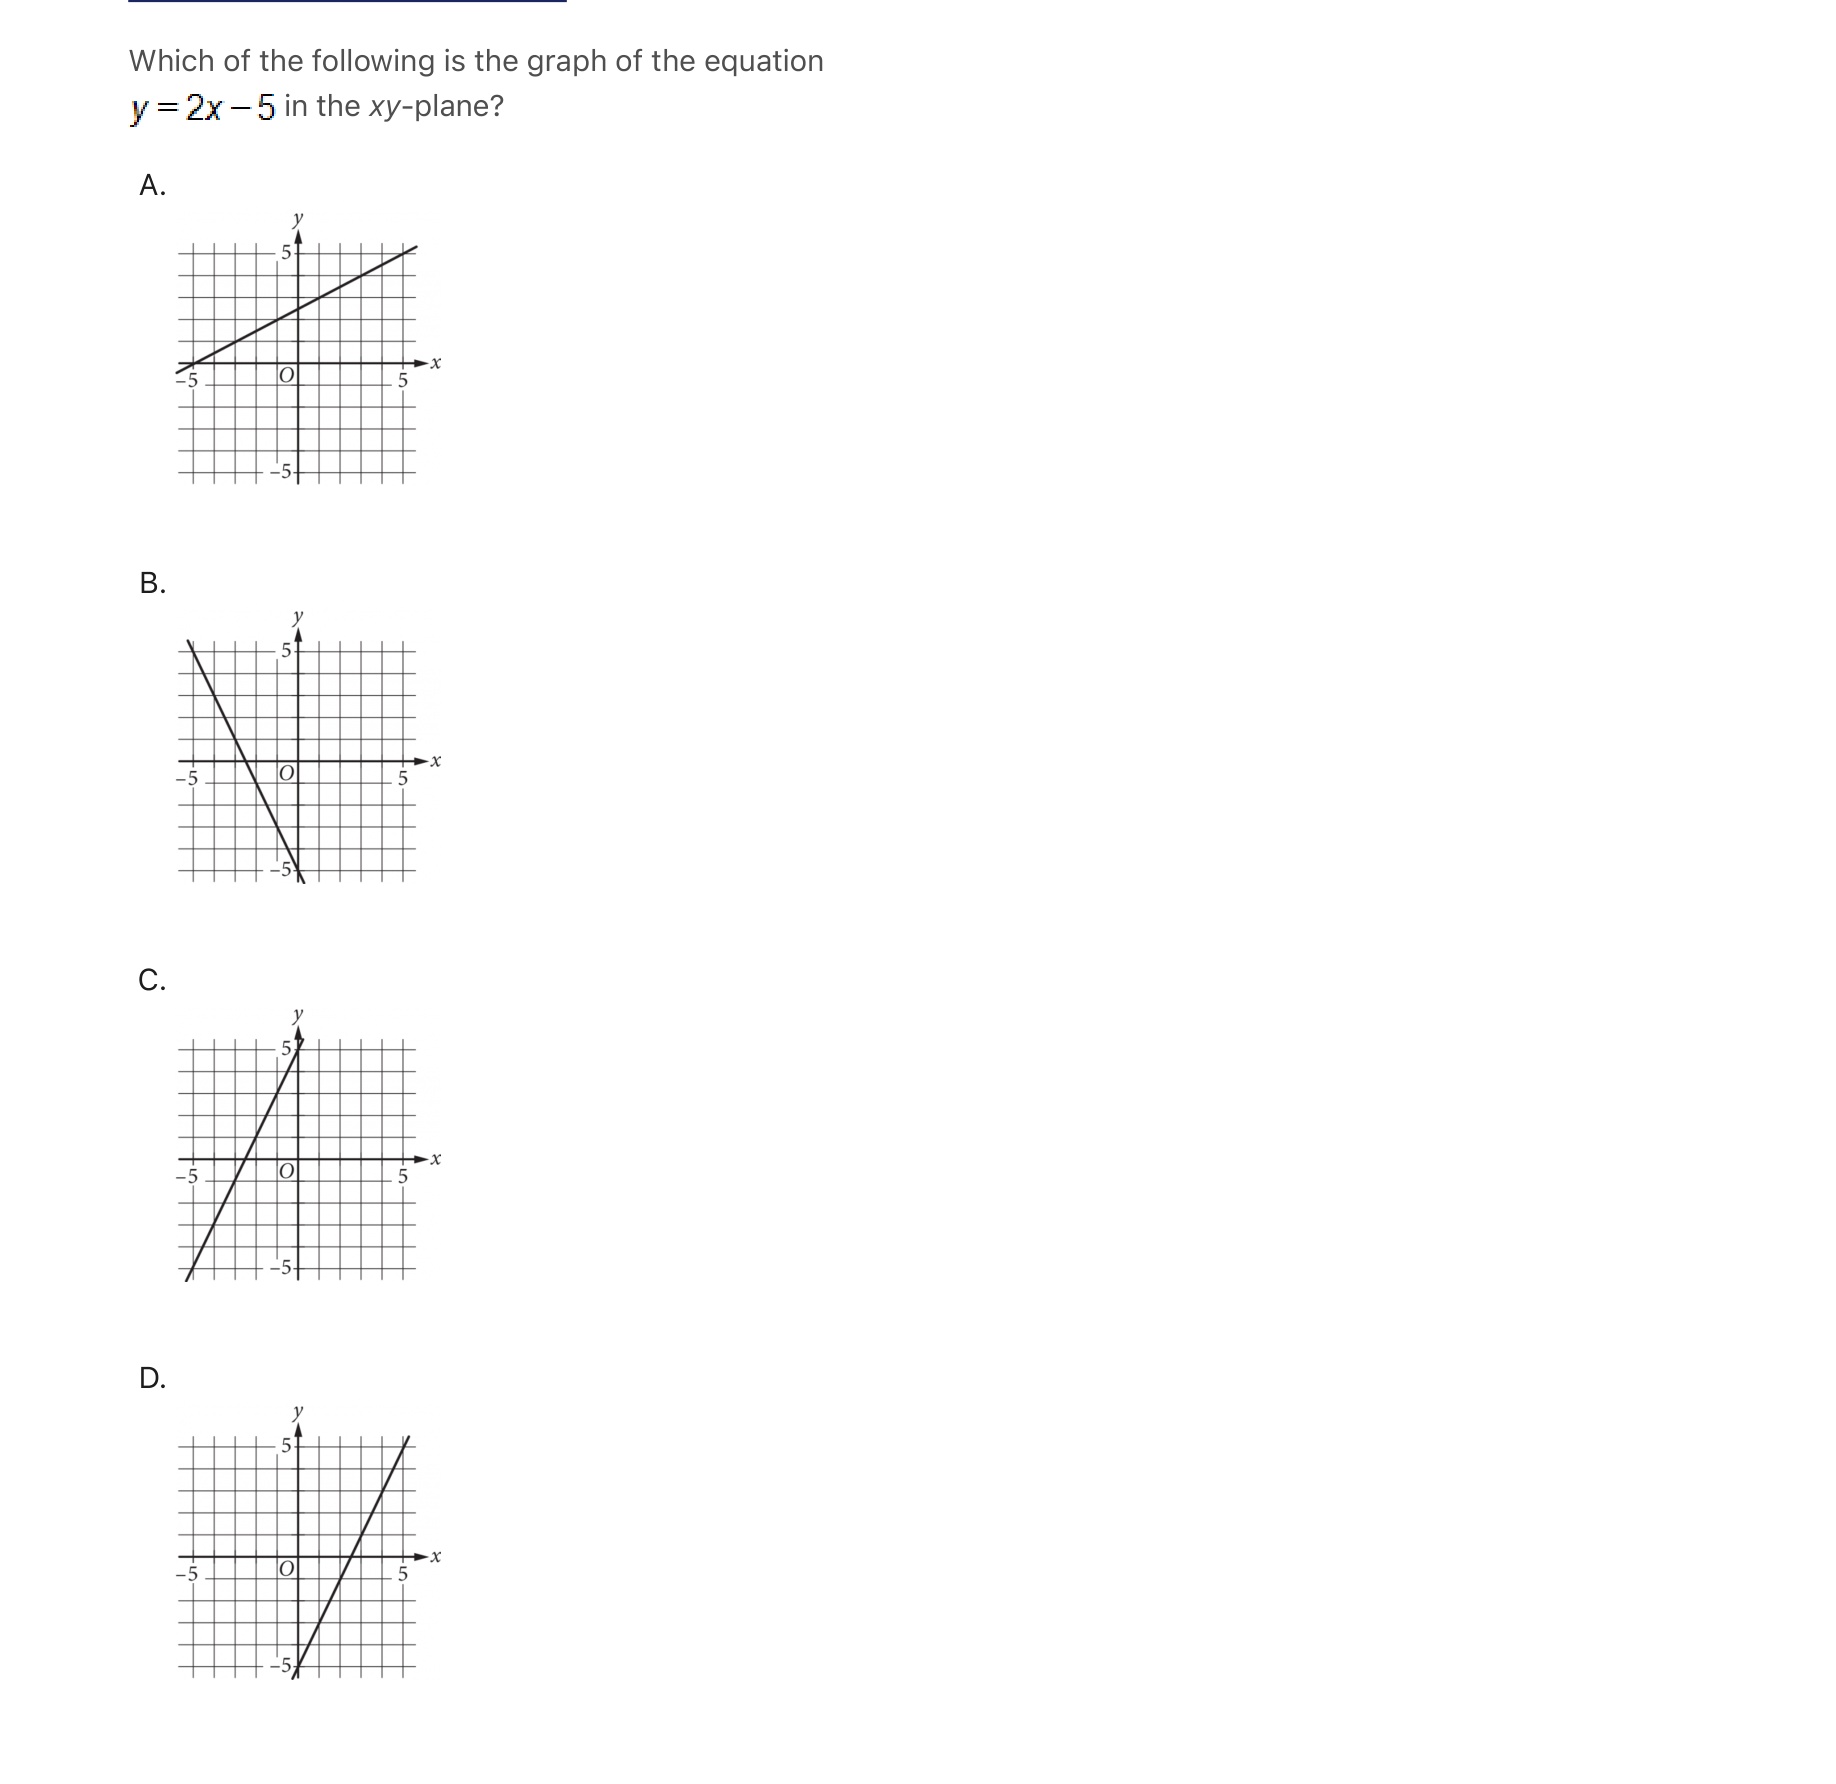 Which of the following is the graph of the equation
y = 2x – 5 in the xy-plane?
A.
y
5
x
–5
O
5
–5
B.
y
5
x
–5
O
5
–5
C.
y
5
x
–5
O
5
–5
D.
y
5
x
–5
O
5
–5